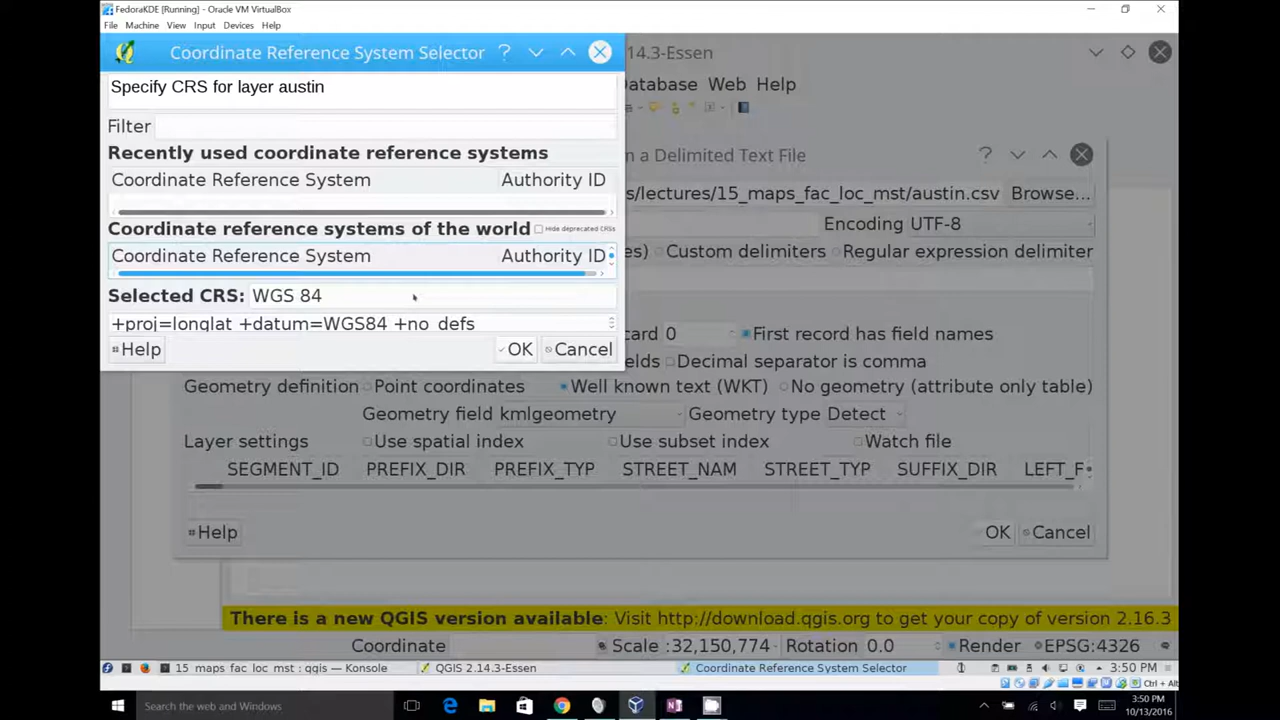 FedoraKDE [Running] - Oracle VM VirtualBox
File Machine View Input Devices Help
Coordinate Reference System Selector ?
14.3-Essen
Specify CRS for layer austin
Database Web Help
Filter
Recently used coordinate reference systems
n a Delimited Text File ?
Coordinate Reference System Authority ID
s/lectures/15_maps_fac_loc_mst/austin.csv Browse...
Coordinate reference systems of the world Hide deprecated CRSs
Encoding UTF-8
Coordinate Reference System Authority ID
es) Custom delimiters Regular expression delimiter
Selected CRS: WGS 84
+proj=longlat +datum=WGS84 +no_defs
card 0 First record has field names
Help OK Cancel
fields Decimal separator is comma
Geometry definition Point coordinates Well known text (WKT) No geometry (attribute only table)
Geometry field kmlgeometry Geometry type Detect
Layer settings Use spatial index Use subset index Watch file
SEGMENT_ID PREFIX_DIR PREFIX_TYP STREET_NAM STREET_TYP SUFFIX_DIR LEFT_F
Help OK Cancel
There is a new QGIS version available: Visit http://download.qgis.org to get your copy of version 2.16.3
Coordinate Scale :32,150,774 Rotation 0.0 Render EPSG:4326
15_maps_fac_loc_mst : qgis — Konsole QGIS 2.14.3-Essen Coordinate Reference System Selector 3:50 PM
Ctrl + Alt
Search the web and Windows 3:50 PM
10/13/2016